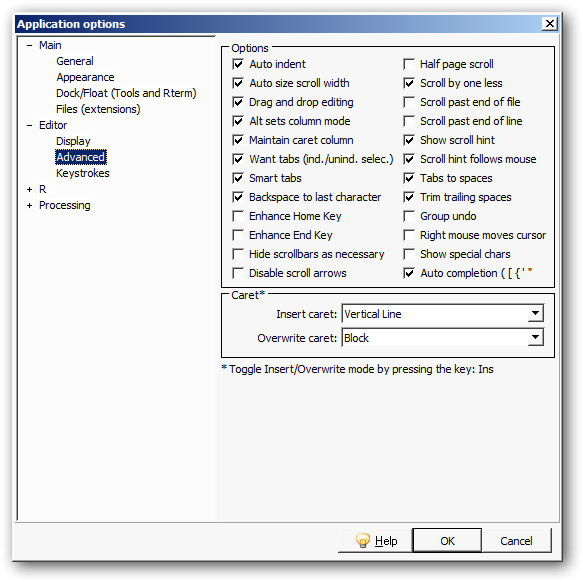 Application options
Main
General
Appearance
Dock/Float (Tools and Rterm)
Files (extensions)
Editor
Display
Advanced
Keystrokes
R
Processing
Options
Auto indent
Auto size scroll width
Drag and drop editing
Alt sets column mode
Maintain caret column
Want tabs (ind./unind. selec.)
Smart tabs
Backspace to last character
Enhance Home Key
Enhance End Key
Hide scrollbars as necessary
Disable scroll arrows
Half page scroll
Scroll by one less
Scroll past end of file
Scroll past end of line
Show scroll hint
Scroll hint follows mouse
Tabs to spaces
Trim trailing spaces
Group undo
Right mouse moves cursor
Show special chars
Auto completion ( [ { ' "
Caret*
Insert caret: Vertical Line
Overwrite caret: Block
* Toggle Insert/Overwrite mode by pressing the key: Ins
Help OK Cancel